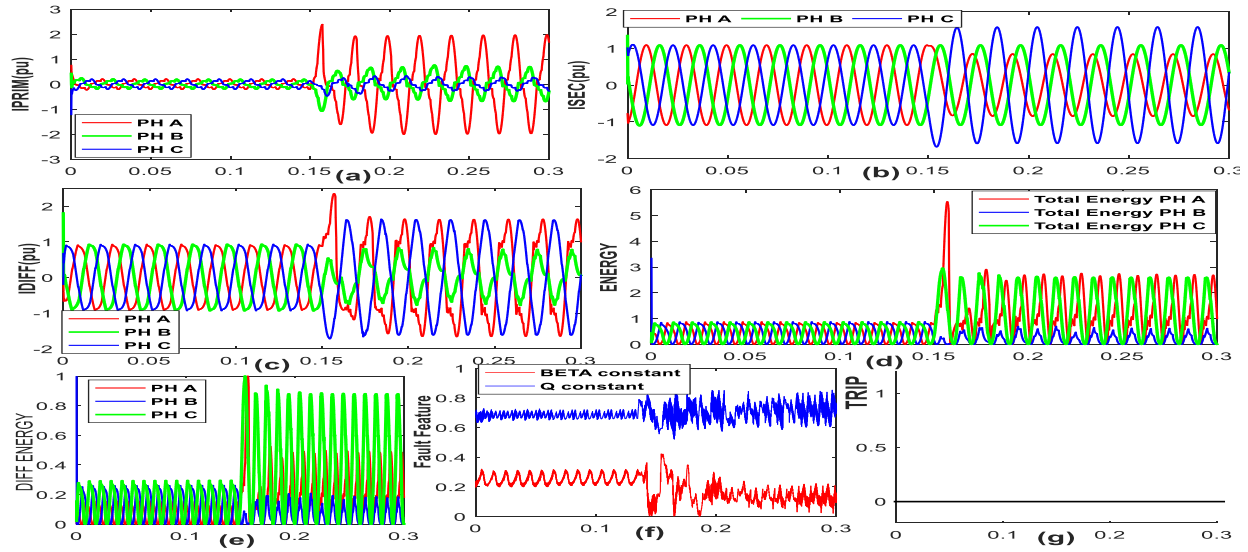 3
2
1
0
-1
-2
-3
IPRIM(pu)
PH A
PH B
PH C
0 0.05 0.1 0.15 0.2 0.25 0.3
(a)
2
1
0
-1
-2
ISEC(pu)
PH A PH B PH C
0 0.05 0.1 0.15 0.2 0.25 0.3
(b)
2
1
0
-1
-2
IDIFF(pu)
PH A
PH B
PH C
0 0.05 0.1 0.15 0.2 0.25 0.3
(c)
6
5
4
3
2
1
0
ENERGY
Total Energy PH A
Total Energy PH B
Total Energy PH C
0 0.05 0.1 0.15 0.2 0.25 0.3
(d)
1
0.8
0.6
0.4
0.2
0
DIFF ENERGY
PH A
PH B
PH C
0 0.1 0.2 0.3
(e)
1
0.8
0.6
0.4
0.2
0
Fault Feature
BETA constant
Q constant
0 0.1 0.2 0.3
(f)
TRIP
1
0.5
0
0 0.1 0.2 0.3
(g)